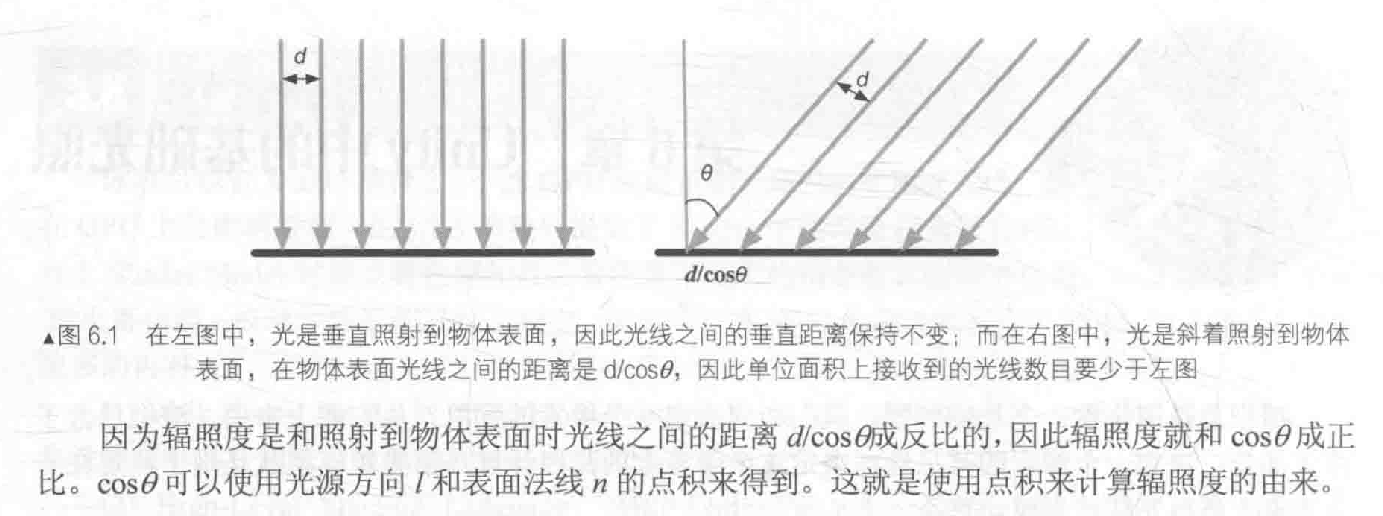 d
d
θ
d/cosθ
▲图 6.1 在左图中，光是垂直照射到物体表面，因此光线之间的垂直距离保持不变；而在右图中，光是斜着照射到物体
表面，在物体表面光线之间的距离是 d/cosθ，因此单位面积上接收到的光线数目要少于左图
因为辐照度是和照射到物体表面时光线之间的距离 d/cosθ成反比的，因此辐照度就和 cosθ 成正
比。cosθ 可以使用光源方向 l 和表面法线 n 的点积来得到。这就是使用点积来计算辐照度的由来。